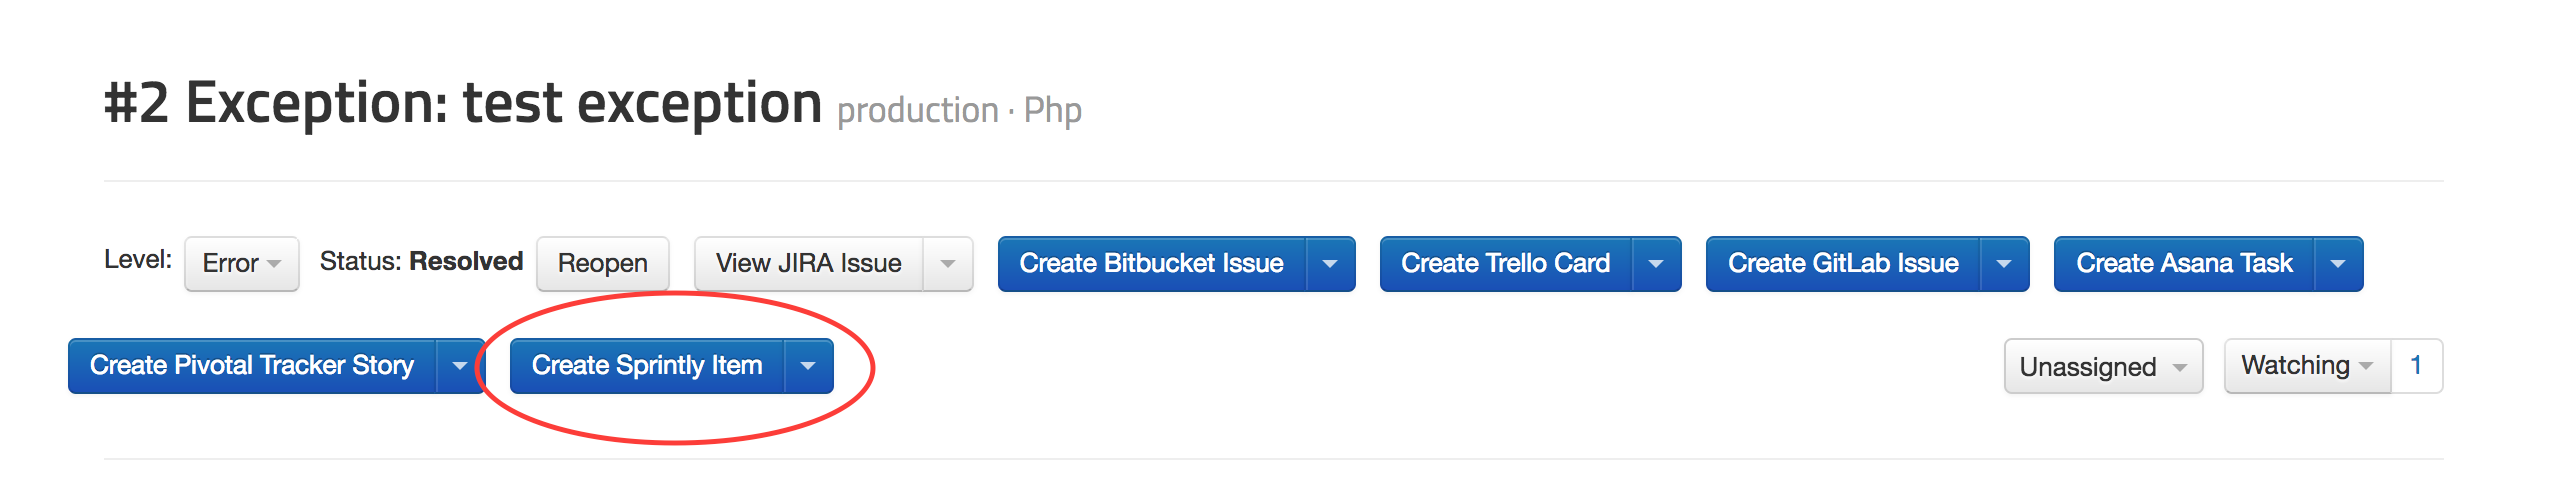 #2 Exception: test exception production · Php
Level: Error Status: Resolved Reopen View JIRA Issue Create Bitbucket Issue Create Trello Card Create GitLab Issue Create Asana Task
Create Pivotal Tracker Story Create Sprintly Item Unassigned Watching 1